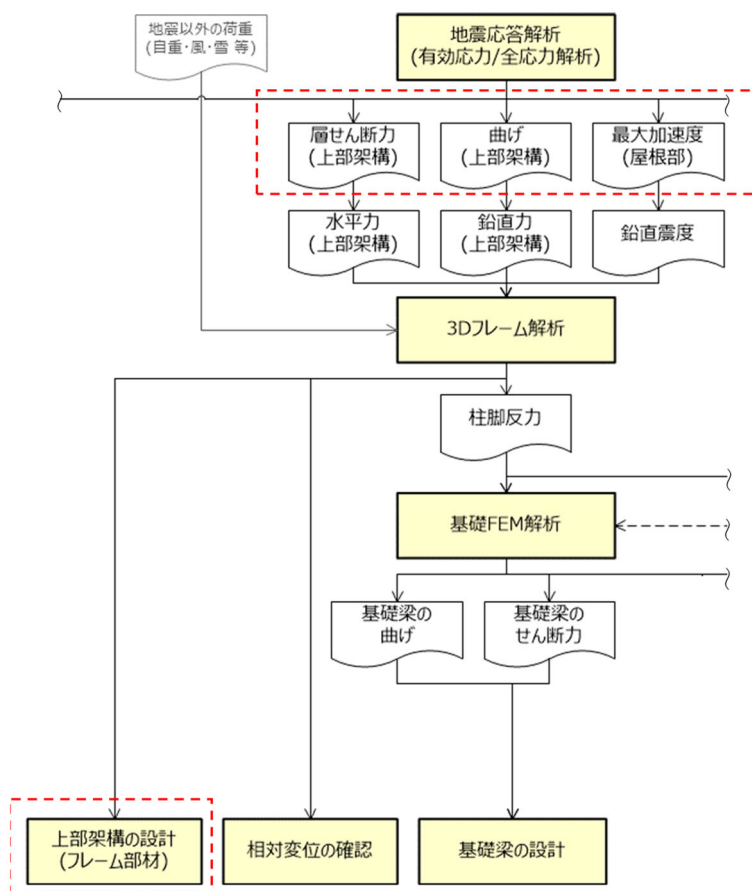 地震以外の荷重
(自重・風・雪 等)
地震応答解析
(有効応力/全応力解析)
層せん断力
(上部架構)
曲げ
(上部架構)
最大加速度
(屋根部)
水平力
(上部架構)
鉛直力
(上部架構)
鉛直震度
3Dフレーム解析
柱脚反力
基礎FEM解析
基礎梁の
曲げ
基礎梁の
せん断力
上部架構の設計
(フレーム部材)
相対変位の確認
基礎梁の設計